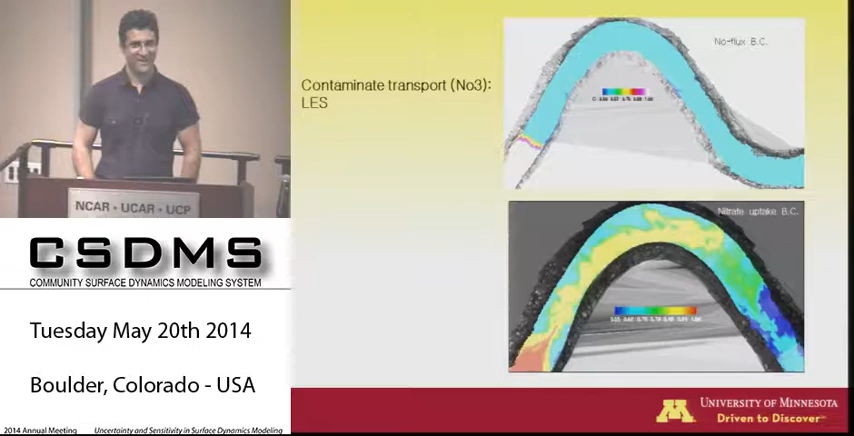 NCAR • UCAR • UCP
CSDMS
COMMUNITY SURFACE DYNAMICS MODELING SYSTEM
Tuesday May 20th 2014
Boulder, Colorado - USA
2014 Annual Meeting Uncertainty and Sensitivity in Surface Dynamics Modeling
Contaminate transport (No3):
LES
No-flux B.C.
Nitrate uptake B.C.
M
UNIVERSITY OF MINNESOTA
Driven to Discover